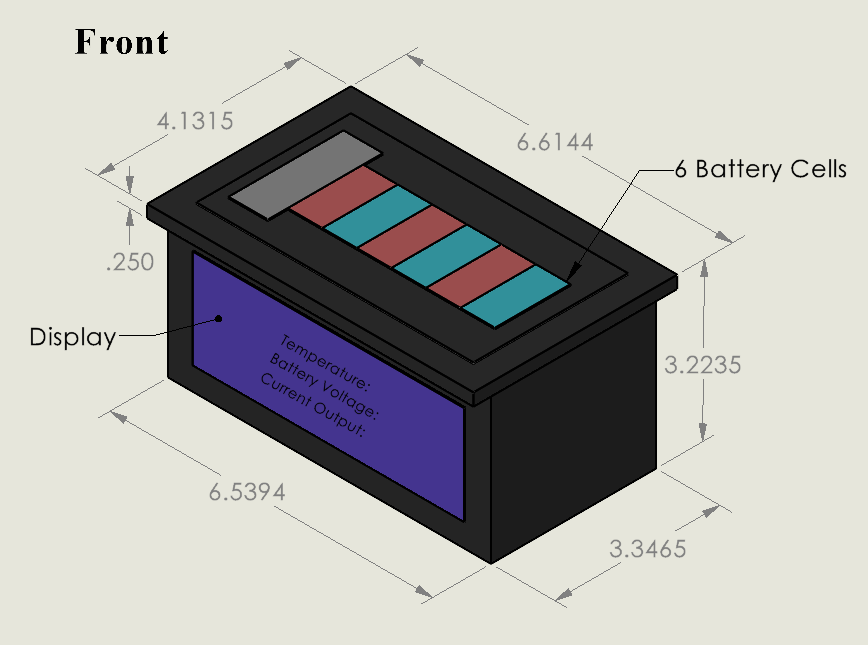 Front
4.1315
6.6144
6 Battery Cells
.250
Display
Temperature:
Battery Voltage:
Current Output:
3.2235
6.5394
3.3465